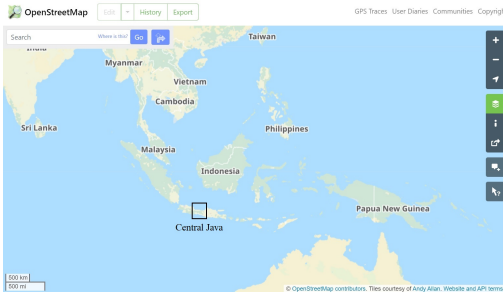 OpenStreetMap Edit History Export GPS Traces User Diaries Communities Copyrigh
Search Where is this? Go
India
Taiwan
Myanmar
Vietnam
Cambodia
Sri Lanka
Philippines
Malaysia
Indonesia
Papua New Guinea
Central Java
500 km
500 mi
© OpenStreetMap contributors. Tiles courtesy of Andy Allan. Website and API terms